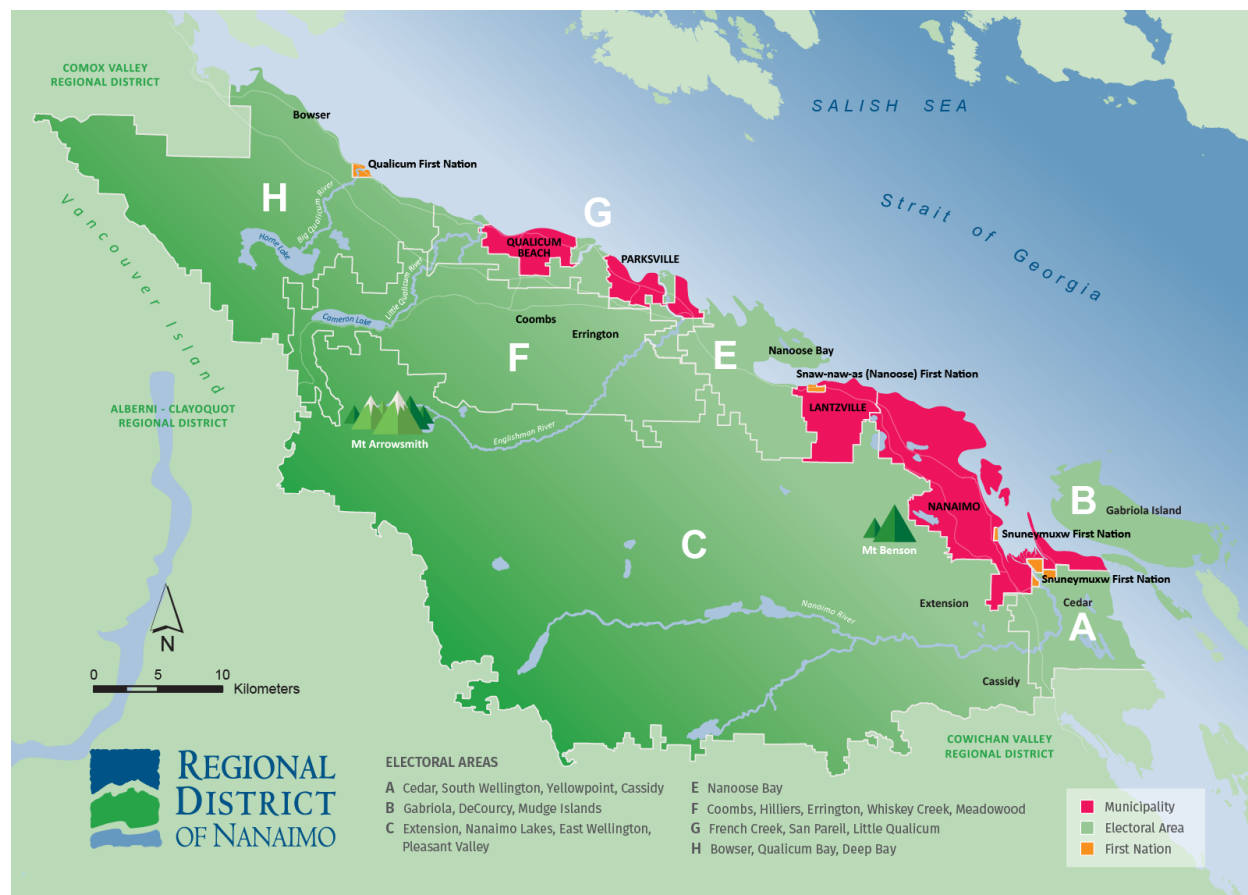 COMOX VALLEY
REGIONAL DISTRICT
SALISH SEA
Bowser
Qualicum First Nation
H
Big Qualicum River
Horne Lake
Vancouver Island
Strait of Georgia
G
QUALICUM
BEACH
PARKSVILLE
Little Qualicum River
Cameron Lake
Coombs
Errington
F
E
Nanoose Bay
Snaw-naw-as (Nanoose) First Nation
LANTZVILLE
ALBERNI - CLAYOQUOT
REGIONAL DISTRICT
Mt Arrowsmith
Englishman River
B
Gabriola Island
NANAIMO
Snuneymuxw First Nation
C
Mt Benson
Snuneymuxw First Nation
Extension
Cedar
Nanaimo River
A
N
0 5 10
Kilometers
Cassidy
COWICHAN VALLEY
REGIONAL DISTRICT
REGIONAL
DISTRICT
OF NANAIMO
ELECTORAL AREAS
A Cedar, South Wellington, Yellowpoint, Cassidy
B Gabriola, DeCourcy, Mudge Islands
C Extension, Nanaimo Lakes, East Wellington,
Pleasant Valley
E Nanoose Bay
F Coombs, Hilliers, Errington, Whiskey Creek, Meadowood
G French Creek, San Pareil, Little Qualicum
H Bowser, Qualicum Bay, Deep Bay
Municipality
Electoral Area
First Nation